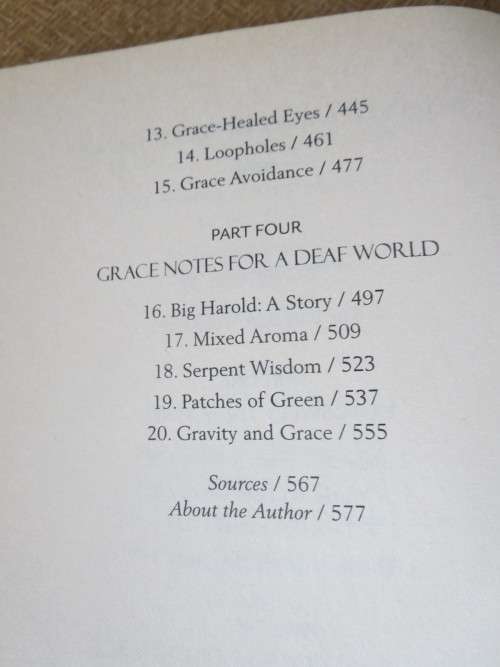 13. Grace-Healed Eyes / 445
14. Loopholes / 461
15. Grace Avoidance / 477
PART FOUR
GRACE NOTES FOR A DEAF WORLD
16. Big Harold: A Story / 497
17. Mixed Aroma / 509
18. Serpent Wisdom / 523
19. Patches of Green / 537
20. Gravity and Grace / 555
Sources / 567
About the Author / 577